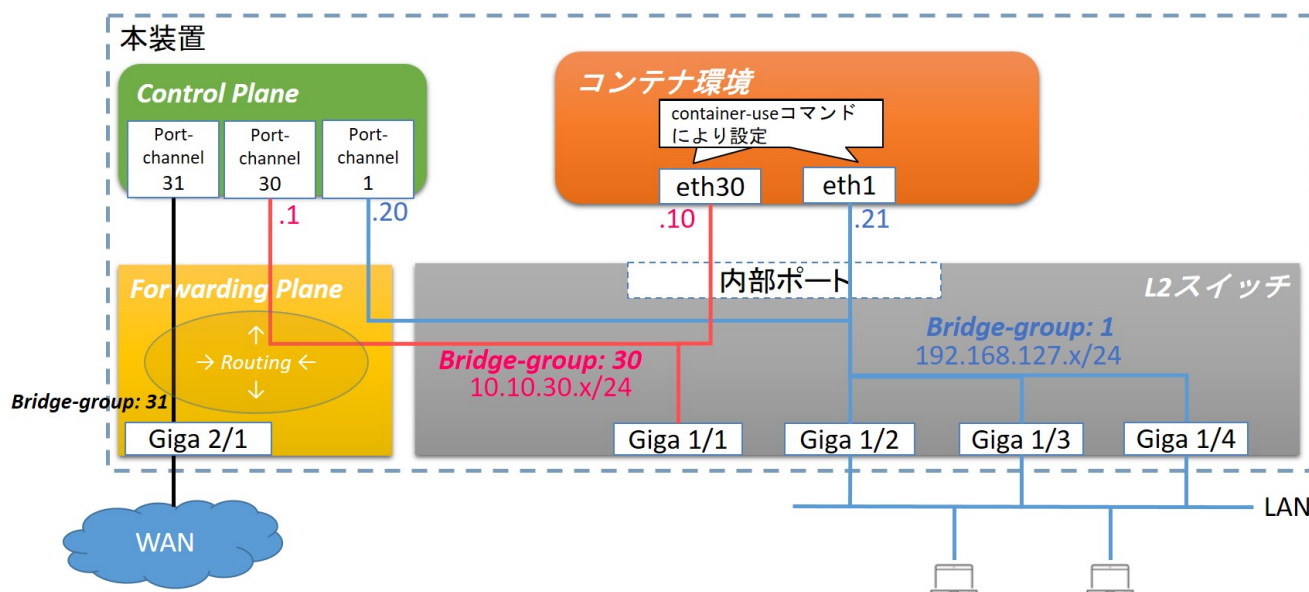 本装置
Control Plane
Port-
channel
31
Port-
channel
30
Port-
channel
1
.1
.20
コンテナ環境
container-useコマンド
により設定
eth30
eth1
.10
.21
Forwarding Plane
↑
→ Routing ←
↓
Bridge-group: 31
Giga 2/1
内部ポート
L2スイッチ
Bridge-group: 30
10.10.30.x/24
Bridge-group: 1
192.168.127.x/24
Giga 1/1
Giga 1/2
Giga 1/3
Giga 1/4
WAN
LAN